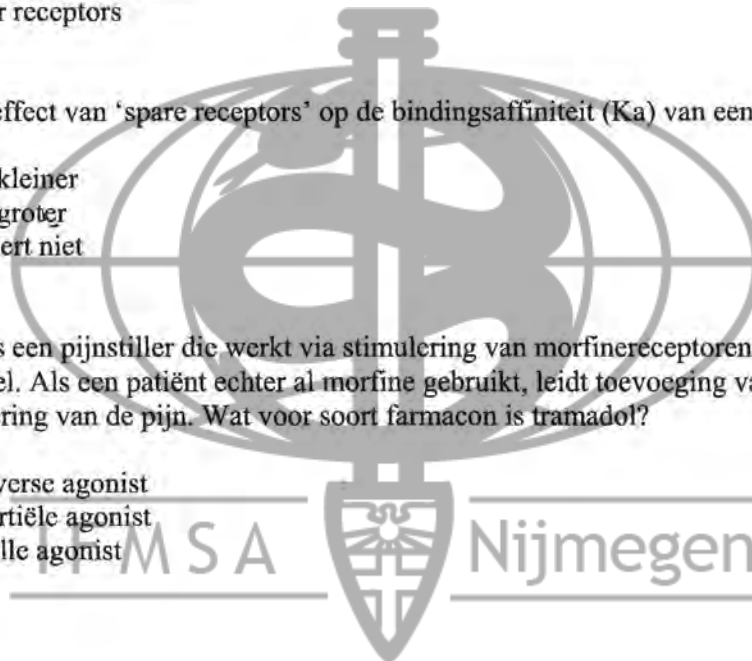 r receptors
effect van ‘spare receptors’ op de bindingsaffiniteit (Ka) van een
kleiner
groter
ert niet
s een pijnstiller die werkt via stimulering van morfinereceptoren
el. Als een patiënt echter al morfine gebruikt, leidt toevoeging va
ering van de pijn. Wat voor soort farmacon is tramadol?
verse agonist
rtiële agonist
lle agonist
IFMSA Nijmegen